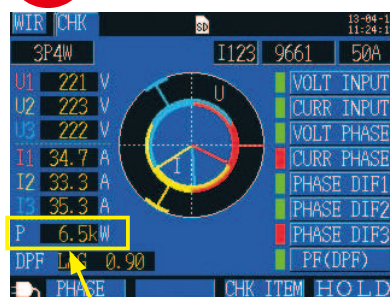 WIR CHK SD 13-04-1
11:24:1
3P4W I123 9661 50A
U1 221 V U VOLT INPUT
U2 223 V CURR INPUT
U3 222 V VOLT PHASE
I1 34.7 A CURR PHASE
I2 33.3 A I PHASE DIF1
I3 35.3 A PHASE DIF2
P 6.5kW PHASE DIF3
DPF LAG 0.90 PF(DPF)
PHASE CHK ITEM HOLD